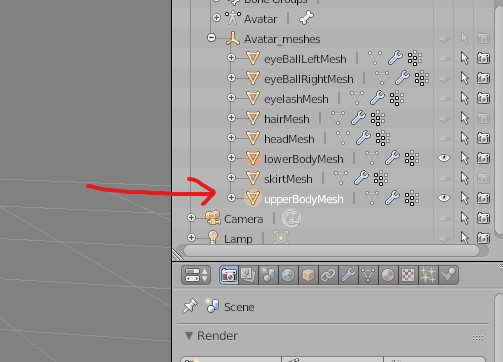 Bone Groups
Avatar
Avatar_meshes
eyeBallLeftMesh
eyeBallRightMesh
eyelashMesh
hairMesh
headMesh
lowerBodyMesh
skirtMesh
upperBodyMesh
Camera
Lamp
Scene
Render